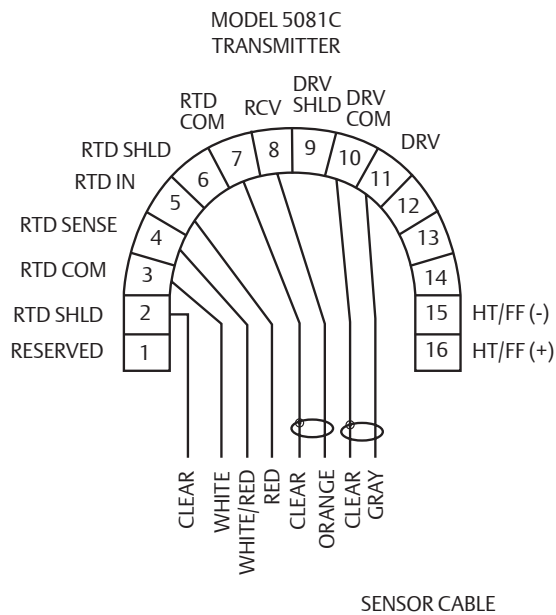 MODEL 5081C
TRANSMITTER
DRV
SHLD
DRV
COM
RTD
COM
RCV
DRV
RTD SHLD
RTD IN
RTD SENSE
RTD COM
RTD SHLD
RESERVED
1
2
3
4
5
6
7
8
9
10
11
12
13
14
15
16
HT/FF (-)
HT/FF (+)
CLEAR
WHITE
WHITE/RED
RED
CLEAR
ORANGE
CLEAR
GRAY
SENSOR CABLE